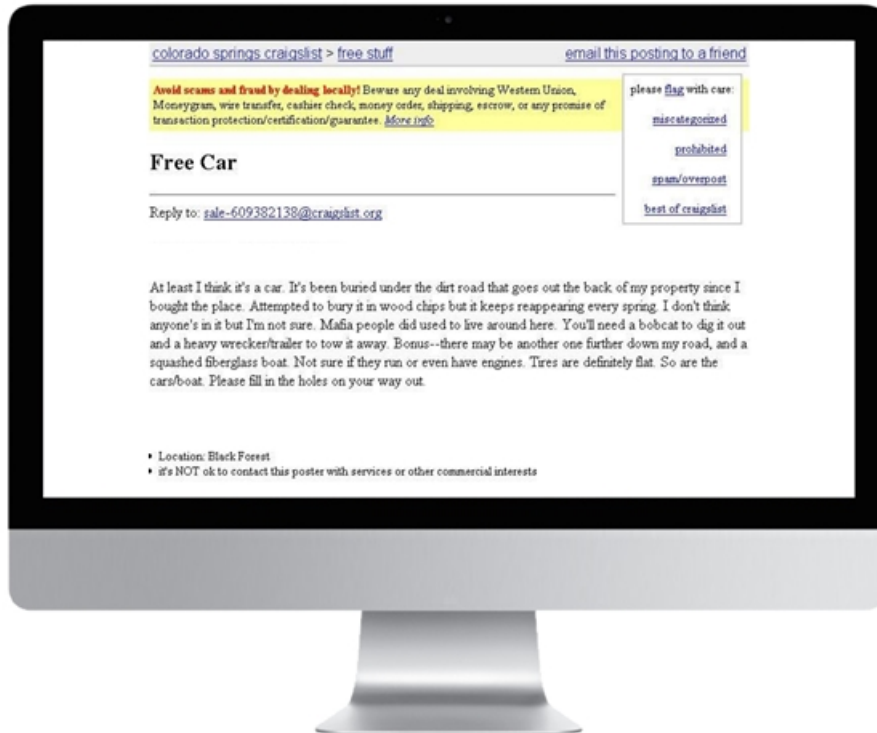 colorado springs craigslist > free stuff email this posting to a friend
Avoid scams and fraud by dealing locally! Beware any deal involving Western Union,
Moneygram, wire transfer, cashier check, money order, shipping, escrow, or any promise of
transaction protection/certification/guarantee. More info
please flag with care:
miscategorized
prohibited
spam/overpost
best of craigslist
Free Car
Reply to: sale-609382138@craigslist.org
At least I think it's a car. It's been buried under the dirt road that goes out the back of my property since I
bought the place. Attempted to bury it in wood chips but it keeps reappearing every spring. I don't think
anyone's in it but I'm not sure. Mafia people did used to live around here. You'll need a bobcat to dig it out
and a heavy wrecker/trailer to tow it away. Bonus--there may be another one further down my road, and a
squashed fiberglass boat. Not sure if they run or even have engines. Tires are definitely flat. So are the
cars/boat. Please fill in the holes on your way out.
• Location: Black Forest
• it's NOT ok to contact this poster with services or other commercial interests